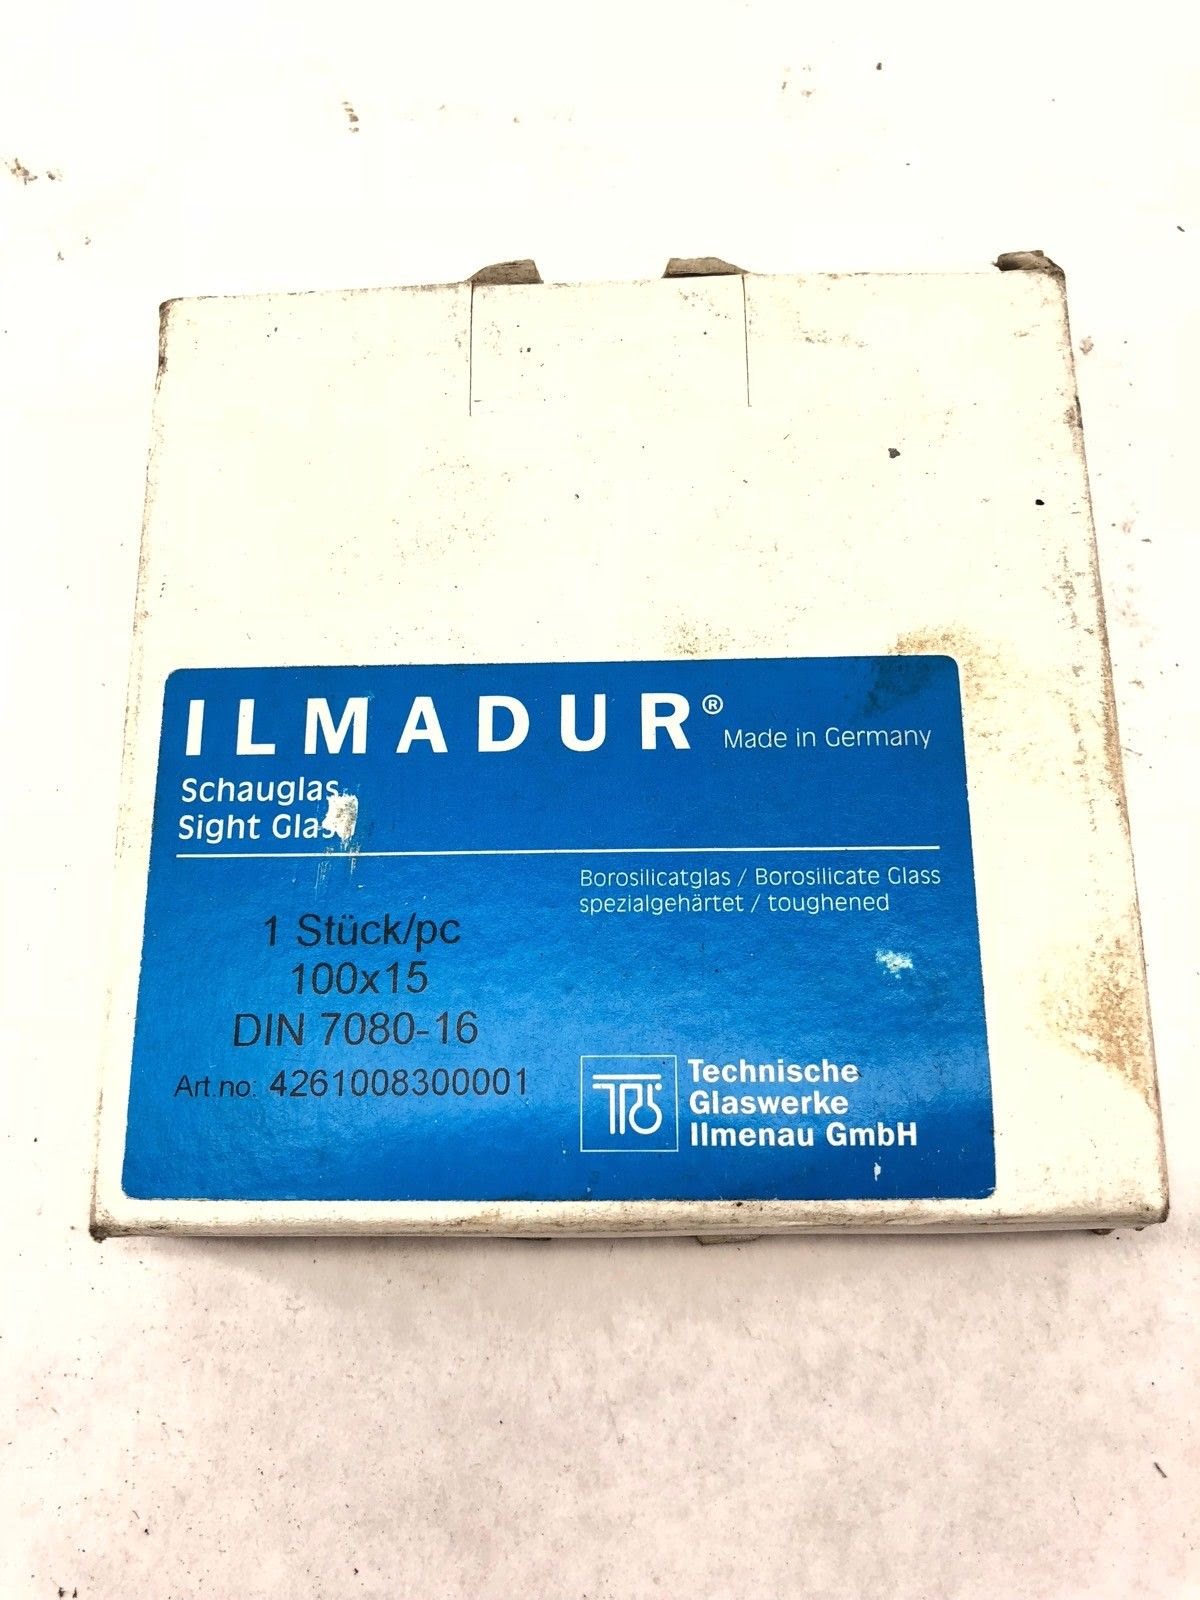 ILMADUR® Made in Germany
Schauglas
Sight Glass
Borosilicatglas / Borosilicate Glass
spezialgehärtet / toughened
1 Stück/pc
100x15
DIN 7080-16
Art.no: 4261008300001
Technische
Glaswerke
Ilmenau GmbH